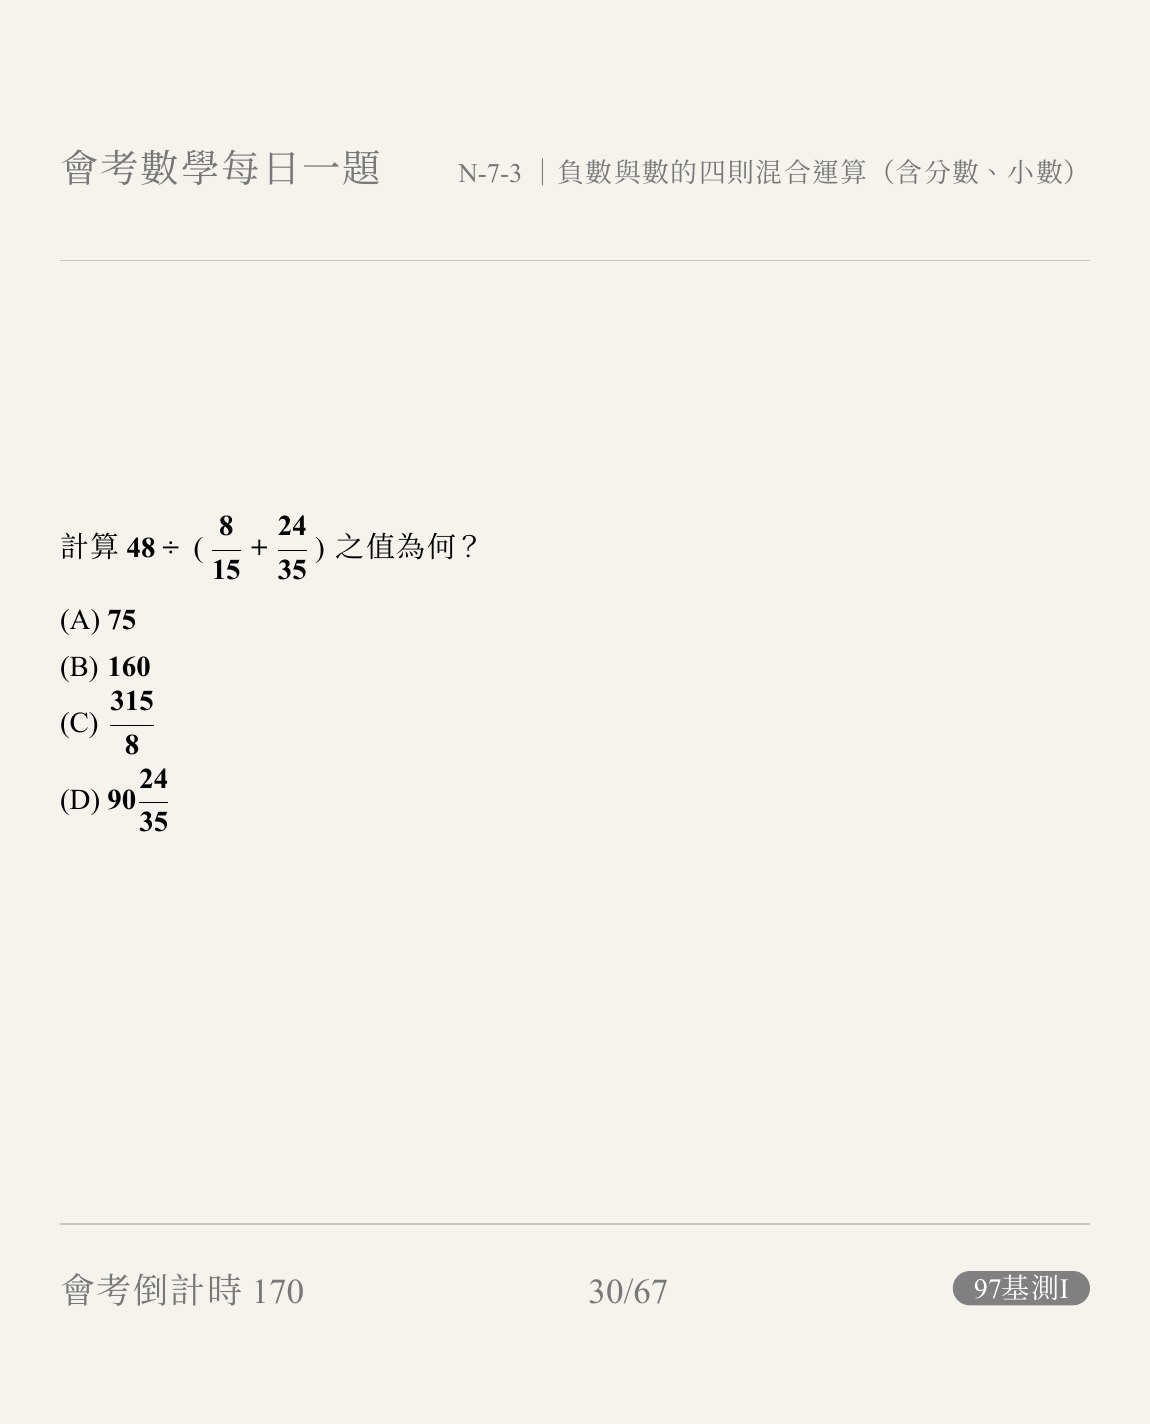 會考數學每日一題 N-7-3｜負數與數的四則混合運算（含分數、小數）
計算 48 ÷ ( 8/15 + 24/35 ) 之值為何？
(A) 75
(B) 160
(C) 315/8
(D) 90 24/35
會考倒計時 170 30/67 97基測I